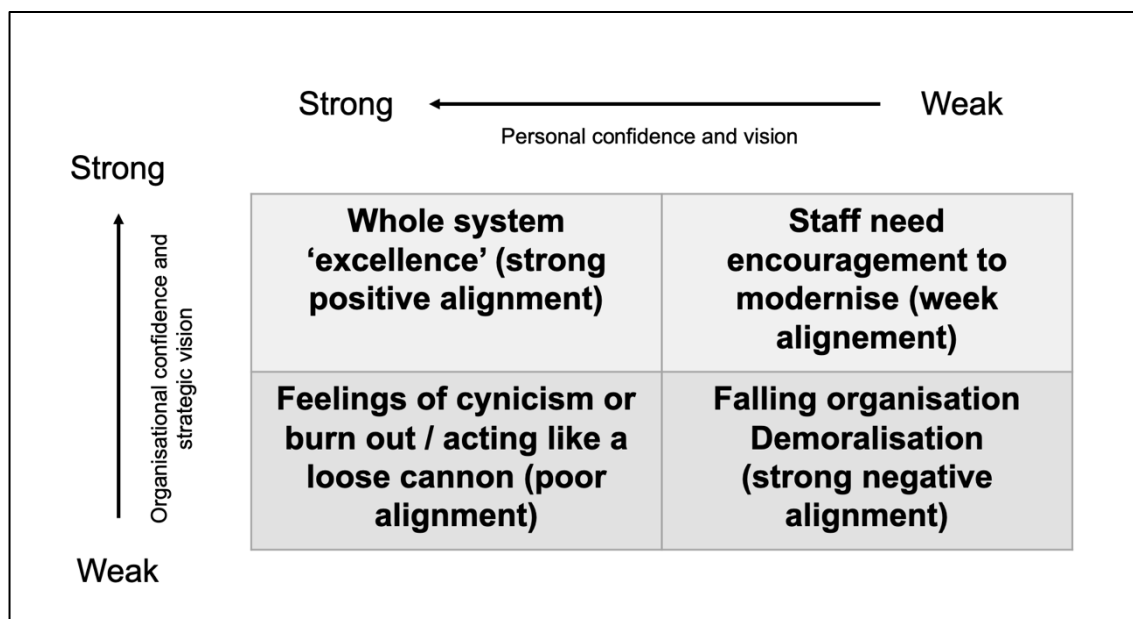 Strong
Weak
Personal confidence and vision
Strong
Organisational confidence and
strategic vision
Weak
Whole system
‘excellence’ (strong
positive alignment)
Staff need
encouragement to
modernise (week
alignement)
Feelings of cynicism or
burn out / acting like a
loose cannon (poor
alignment)
Falling organisation
Demoralisation
(strong negative
alignment)